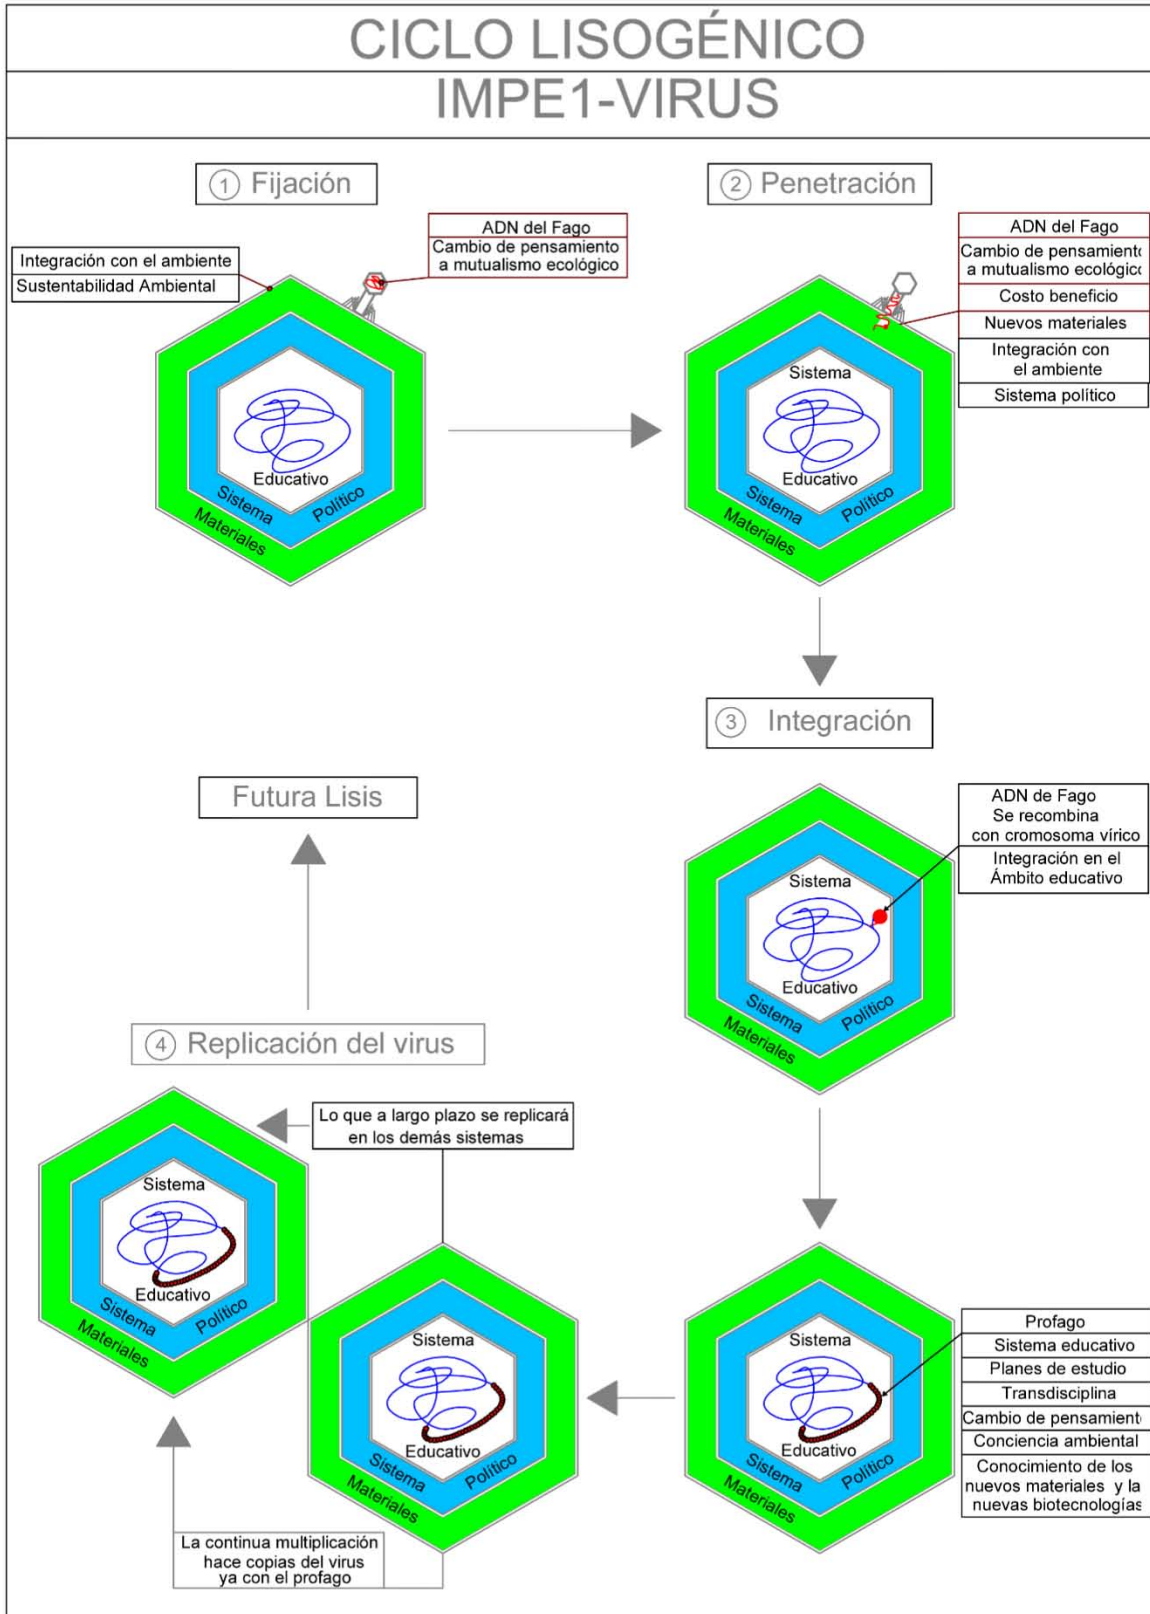 CICLO LISOGÉNICO
IMPE1-VIRUS
1 Fijación
Integración con el ambiente
Sustentabilidad Ambiental
ADN del Fago
Cambio de pensamiento
a mutualismo ecológico
Educativo
Sistema Político
Materiales
2 Penetración
ADN del Fago
Cambio de pensamiento
a mutualismo ecológico
Costo beneficio
Nuevos materiales
Integración con
el ambiente
Sistema político
Sistema
Educativo
Sistema Político
Materiales
3 Integración
ADN de Fago
Se recombina
con cromosoma vírico
Integración en el
Ámbito educativo
Sistema
Educativo
Sistema Político
Materiales
Profago
Sistema educativo
Planes de estudio
Transdisciplina
Cambio de pensamient
Conciencia ambiental
Conocimiento de los
nuevos materiales y la
nuevas biotecnologías
Sistema
Educativo
Sistema Político
Materiales
Sistema
Educativo
Sistema Político
Materiales
La continua multiplicación
hace copias del virus
ya con el profago
Lo que a largo plazo se replicará
en los demás sistemas
4 Replicación del virus
Sistema
Educativo
Sistema Político
Materiales
Futura Lisis